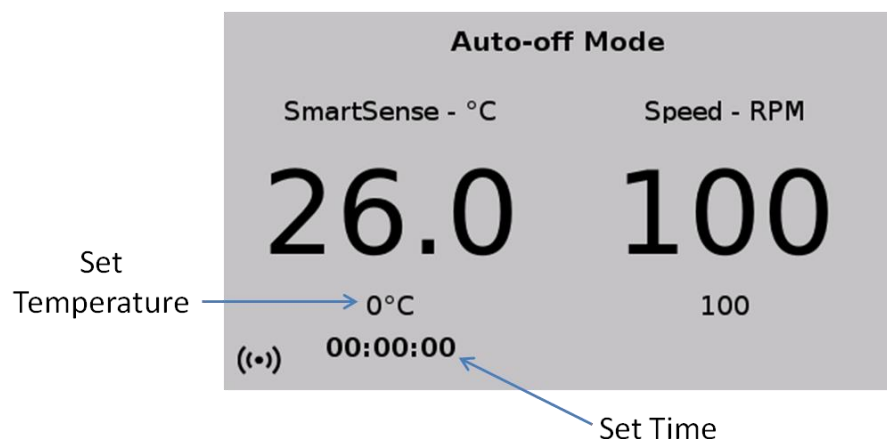 Auto-off Mode
SmartSense - °C
Speed - RPM
26.0
100
Set
Temperature
0°C
100
00:00:00
Set Time